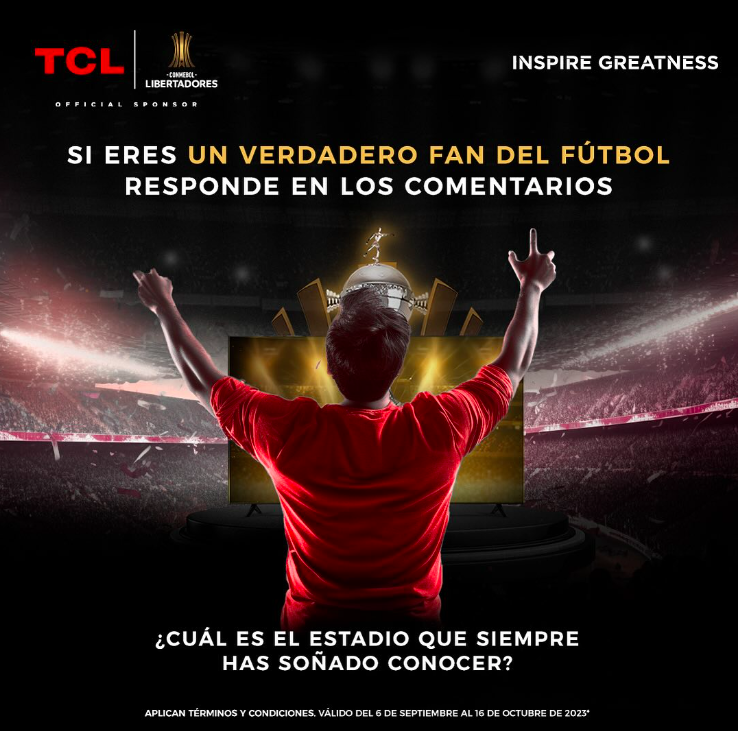 TCL
CONMEBOL
LIBERTADORES
INSPIRE GREATNESS
OFFICIAL SPONSOR
SI ERES UN VERDADERO FAN DEL FÚTBOL
RESPONDE EN LOS COMENTARIOS
¿CUÁL ES EL ESTADIO QUE SIEMPRE
HAS SOÑADO CONOCER?
APLICAN TÉRMINOS Y CONDICIONES. VÁLIDO DEL 6 DE SEPTIEMBRE AL 16 DE OCTUBRE DE 2023*